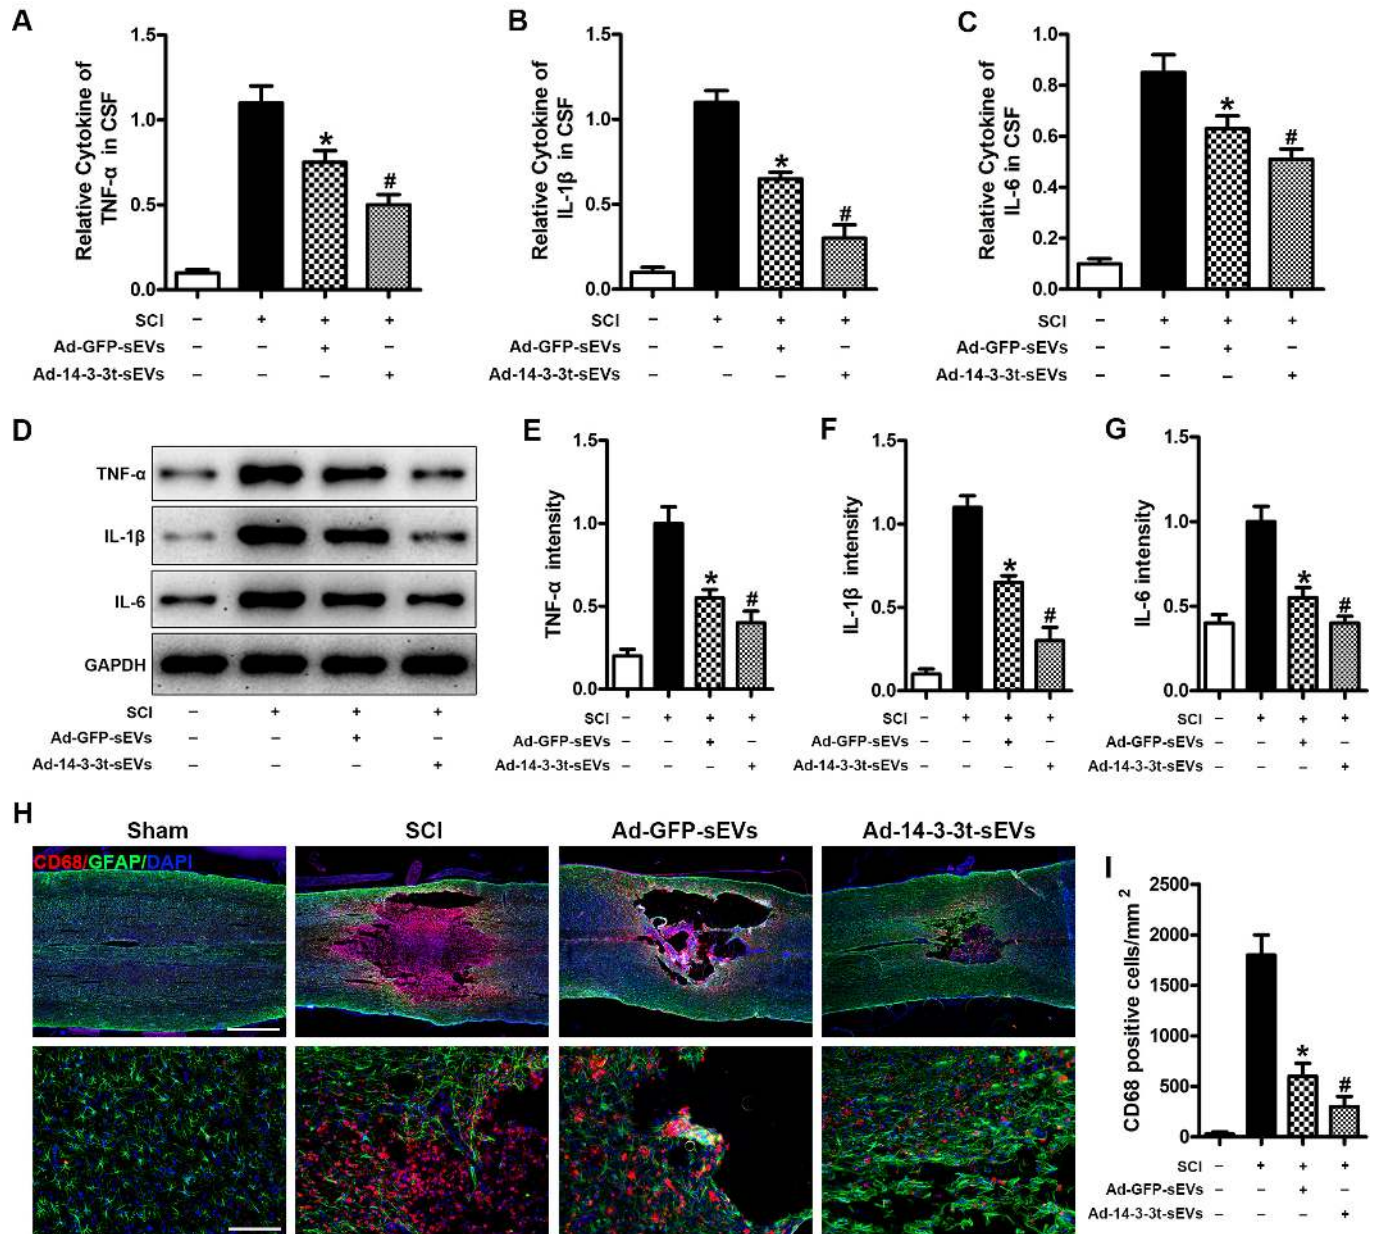 A
Relative Cytokine of
TNF-α in CSF
1.5
1.0
0.5
0.0
SCI – + + +
Ad-GFP-sEVs – – + –
Ad-14-3-3t-sEVs – – – +
*
#
B
Relative Cytokine of
IL-1β in CSF
1.5
1.0
0.5
0.0
SCI – + + +
Ad-GFP-sEVs – – + –
Ad-14-3-3t-sEVs – – – +
*
#
C
Relative Cytokine of
IL-6 in CSF
1.0
0.8
0.6
0.4
0.2
0.0
SCI – + + +
Ad-GFP-sEVs – – + –
Ad-14-3-3t-sEVs – – – +
*
#
D
TNF-α
IL-1β
IL-6
GAPDH
SCI – + + +
Ad-GFP-sEVs – – + –
Ad-14-3-3t-sEVs – – – +
E
TNF-α intensity
1.5
1.0
0.5
0.0
SCI – + + +
Ad-GFP-sEVs – – + –
Ad-14-3-3t-sEVs – – – +
*
#
F
IL-1β intensity
1.5
1.0
0.5
0.0
SCI – + + +
Ad-GFP-sEVs – – + –
Ad-14-3-3t-sEVs – – – +
*
#
G
IL-6 intensity
1.5
1.0
0.5
0.0
SCI – + + +
Ad-GFP-sEVs – – + –
Ad-14-3-3t-sEVs – – – +
*
#
H
Sham SCI Ad-GFP-sEVs Ad-14-3-3t-sEVs
CD68/GFAP/DAPI
I
CD68 positive cells/mm²
2500
2000
1500
1000
500
0
SCI – + + +
Ad-GFP-sEVs – – + –
Ad-14-3-3t-sEVs – – – +
*
#